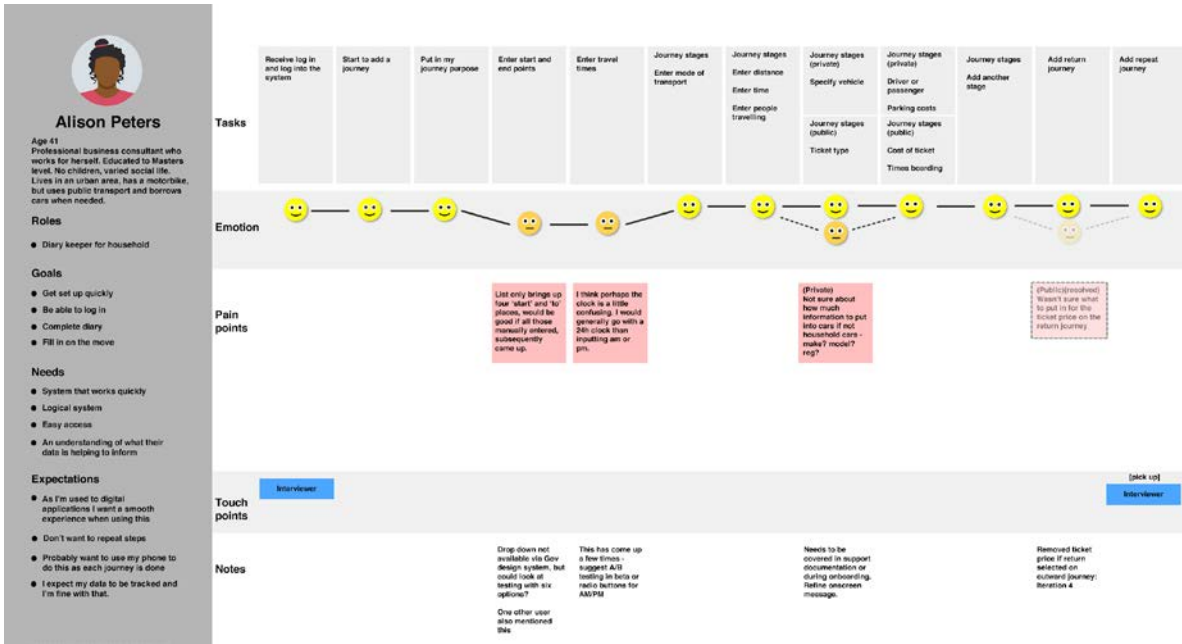 Alison Peters
Age 41
Professional business consultant who
works for herself. Educated to Masters
level. No children, varied social life.
Lives in an urban area, has a motorbike,
but uses public transport and borrows
cars when needed.
Roles
Diary keeper for household
Goals
Get set up quickly
Be able to log in
Complete diary
Fill in on the move
Needs
System that works quickly
Logical system
Easy access
An understanding of what their
data is helping to inform
Expectations
As I'm used to digital
applications I want a smooth
experience when using this
Don't want to repeat steps
Probably want to use my phone to
do this as each journey is done
I expect my data to be tracked and
I'm fine with that.
Tasks
Receive log in
and log into the
system
Start to add a
journey
Put in my
journey purpose
Enter start and
end points
Enter travel
times
Journey stages
Enter mode of
transport
Journey stages
Enter distance
Enter time
Enter people
travelling
Journey stages
(private)
Specify vehicle
Journey stages
(public)
Ticket type
Journey stages
(private)
Driver or
passenger
Parking costs
Journey stages
(public)
Cost of ticket
Times boarding
Journey stages
Add another
stage
Add return
journey
Add repeat
journey
Emotion
Pain
points
List only brings up
four 'start' and 'to'
places, would be
good if all those
manually entered,
subsequently
came up.
I think perhaps the
clock is a little
confusing. I would
generally go with a
24h clock than
inputting am or
pm.
(Private)
Not sure about
how much
information to put
into cars if not
household cars -
make? model?
reg?
(Public)(resolved)
Wasn't sure what
to put in for the
ticket price on the
return journey.
Touch
points
Interviewer
[pick up]
Interviewer
Notes
Drop down not
available via Gov
design system, but
could look at
testing with six
options?
One other user
also mentioned
this
This has come up
a few times -
suggest A/B
testing in beta or
radio buttons for
AM/PM
Needs to be
covered in support
documentation or
during onboarding.
Refine onscreen
message.
Removed ticket
price if return
selected on
outward journey:
Iteration 4